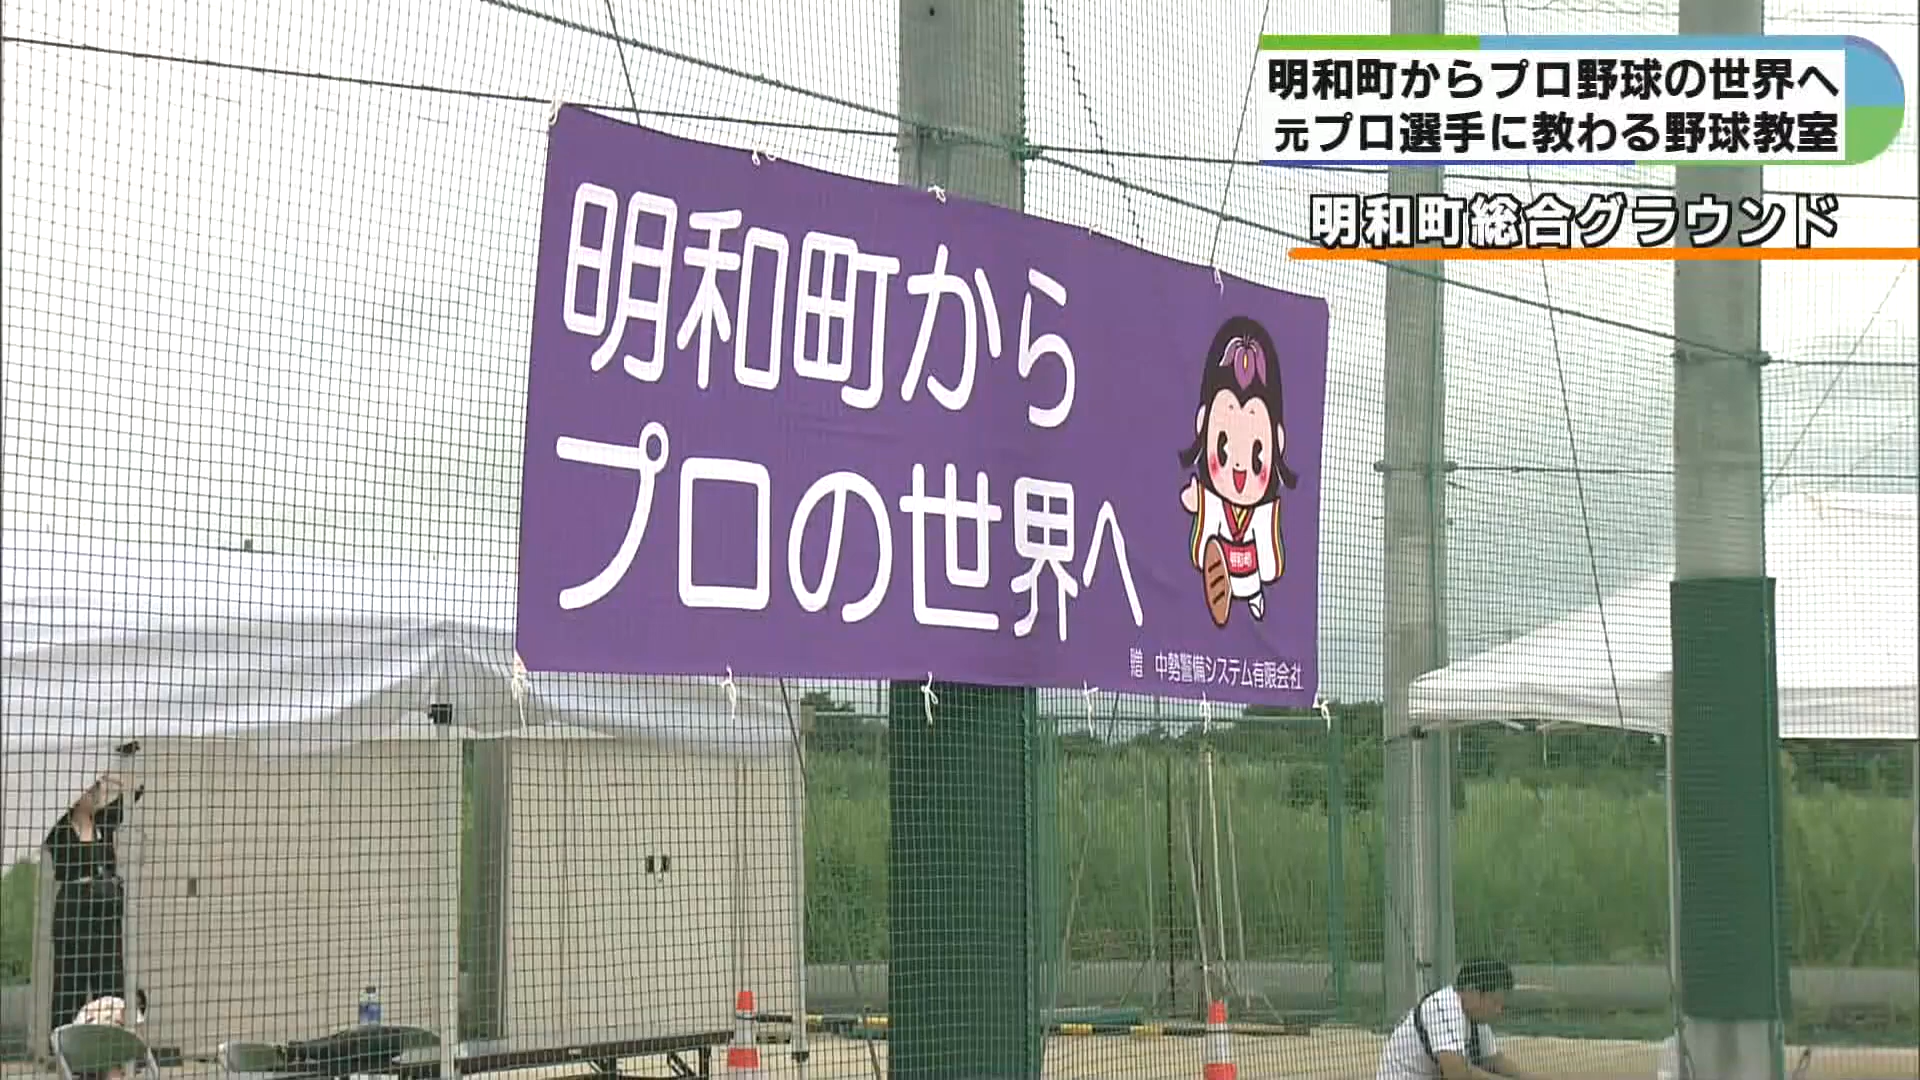 明和町からプロ野球の世界へ
元プロ選手に教わる野球教室
明和町総合グラウンド
明和町から
プロの世界へ
明和町
贈 中勢警備システム有限会社